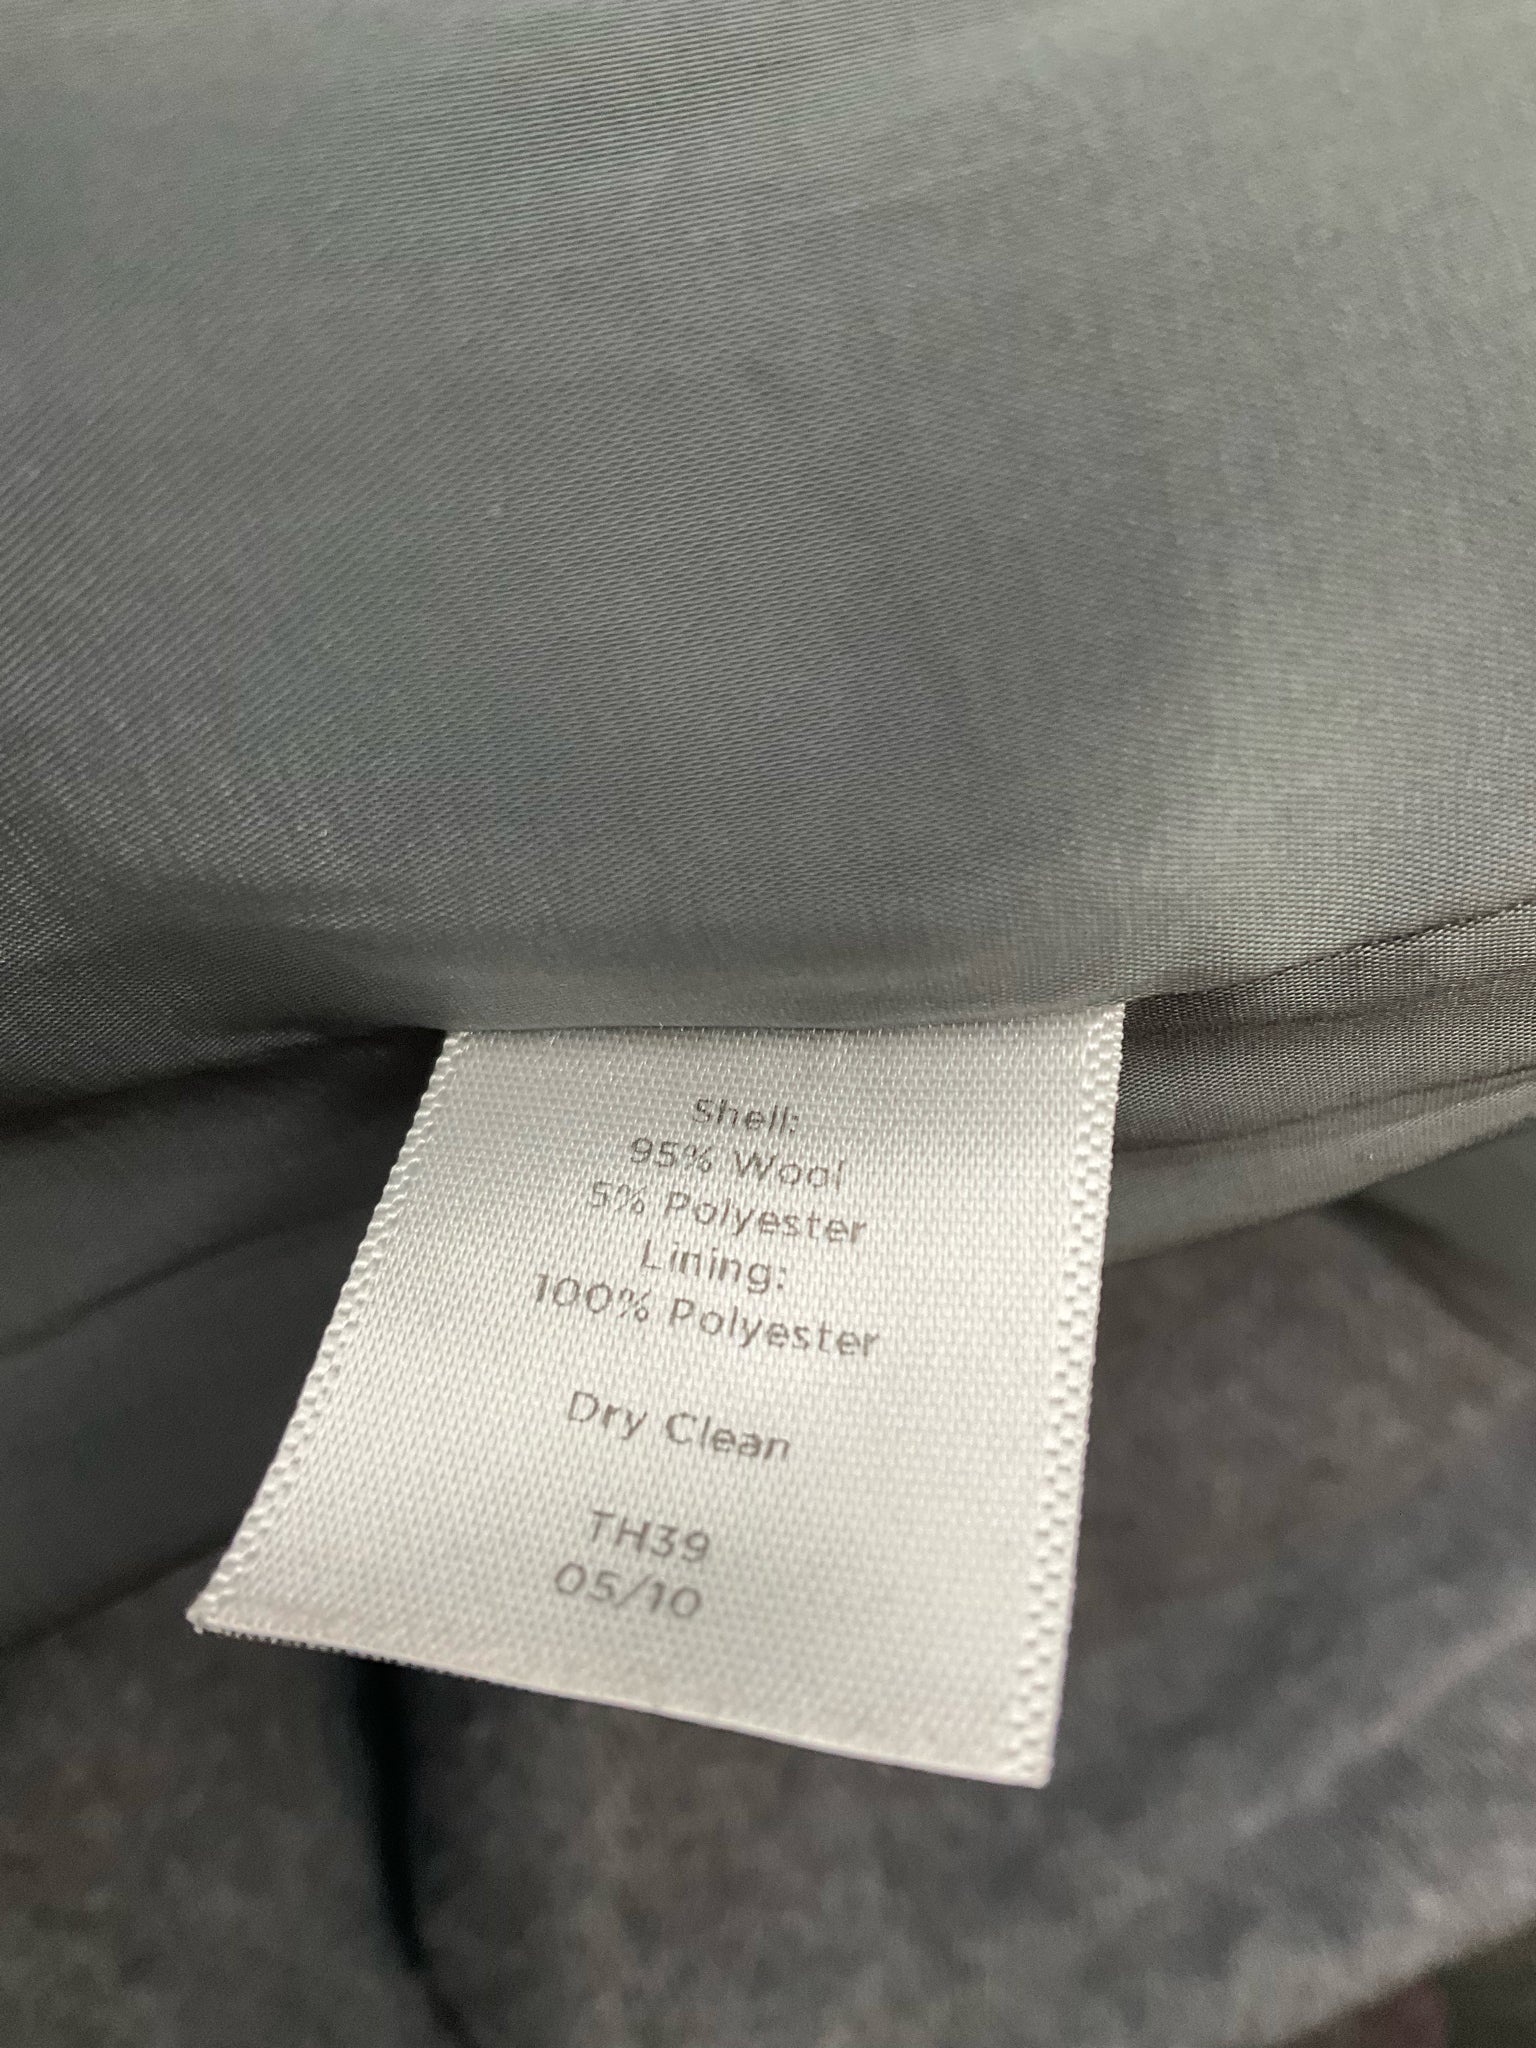 Shell:
95% Wool
5% Polyester
Lining:
100% Polyester
Dry Clean
TH39
05/10